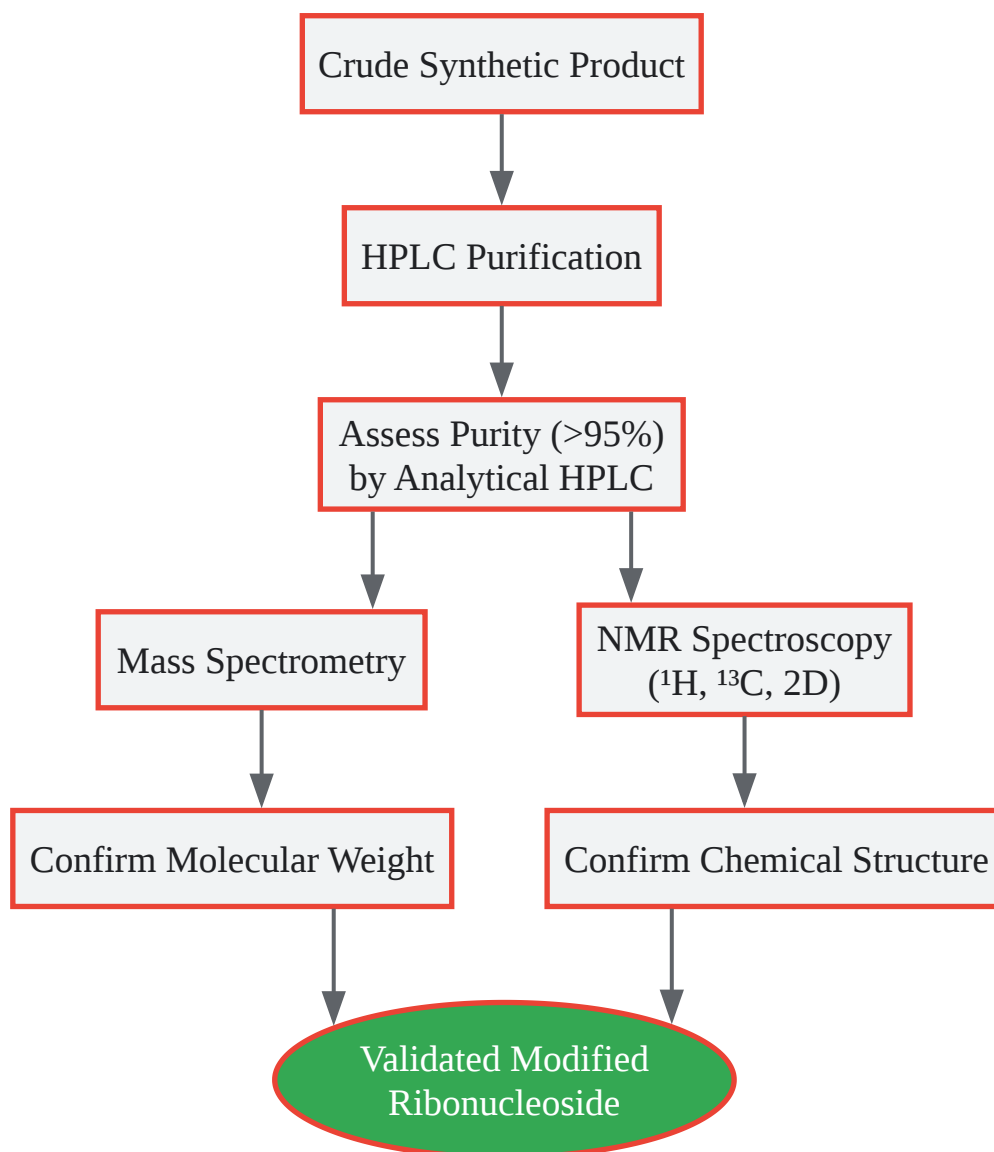 Crude Synthetic Product
HPLC Purification
Assess Purity (>95%)
by Analytical HPLC
Mass Spectrometry
NMR Spectroscopy
(¹H, ¹³C, 2D)
Confirm Molecular Weight
Confirm Chemical Structure
Validated Modified
Ribonucleoside